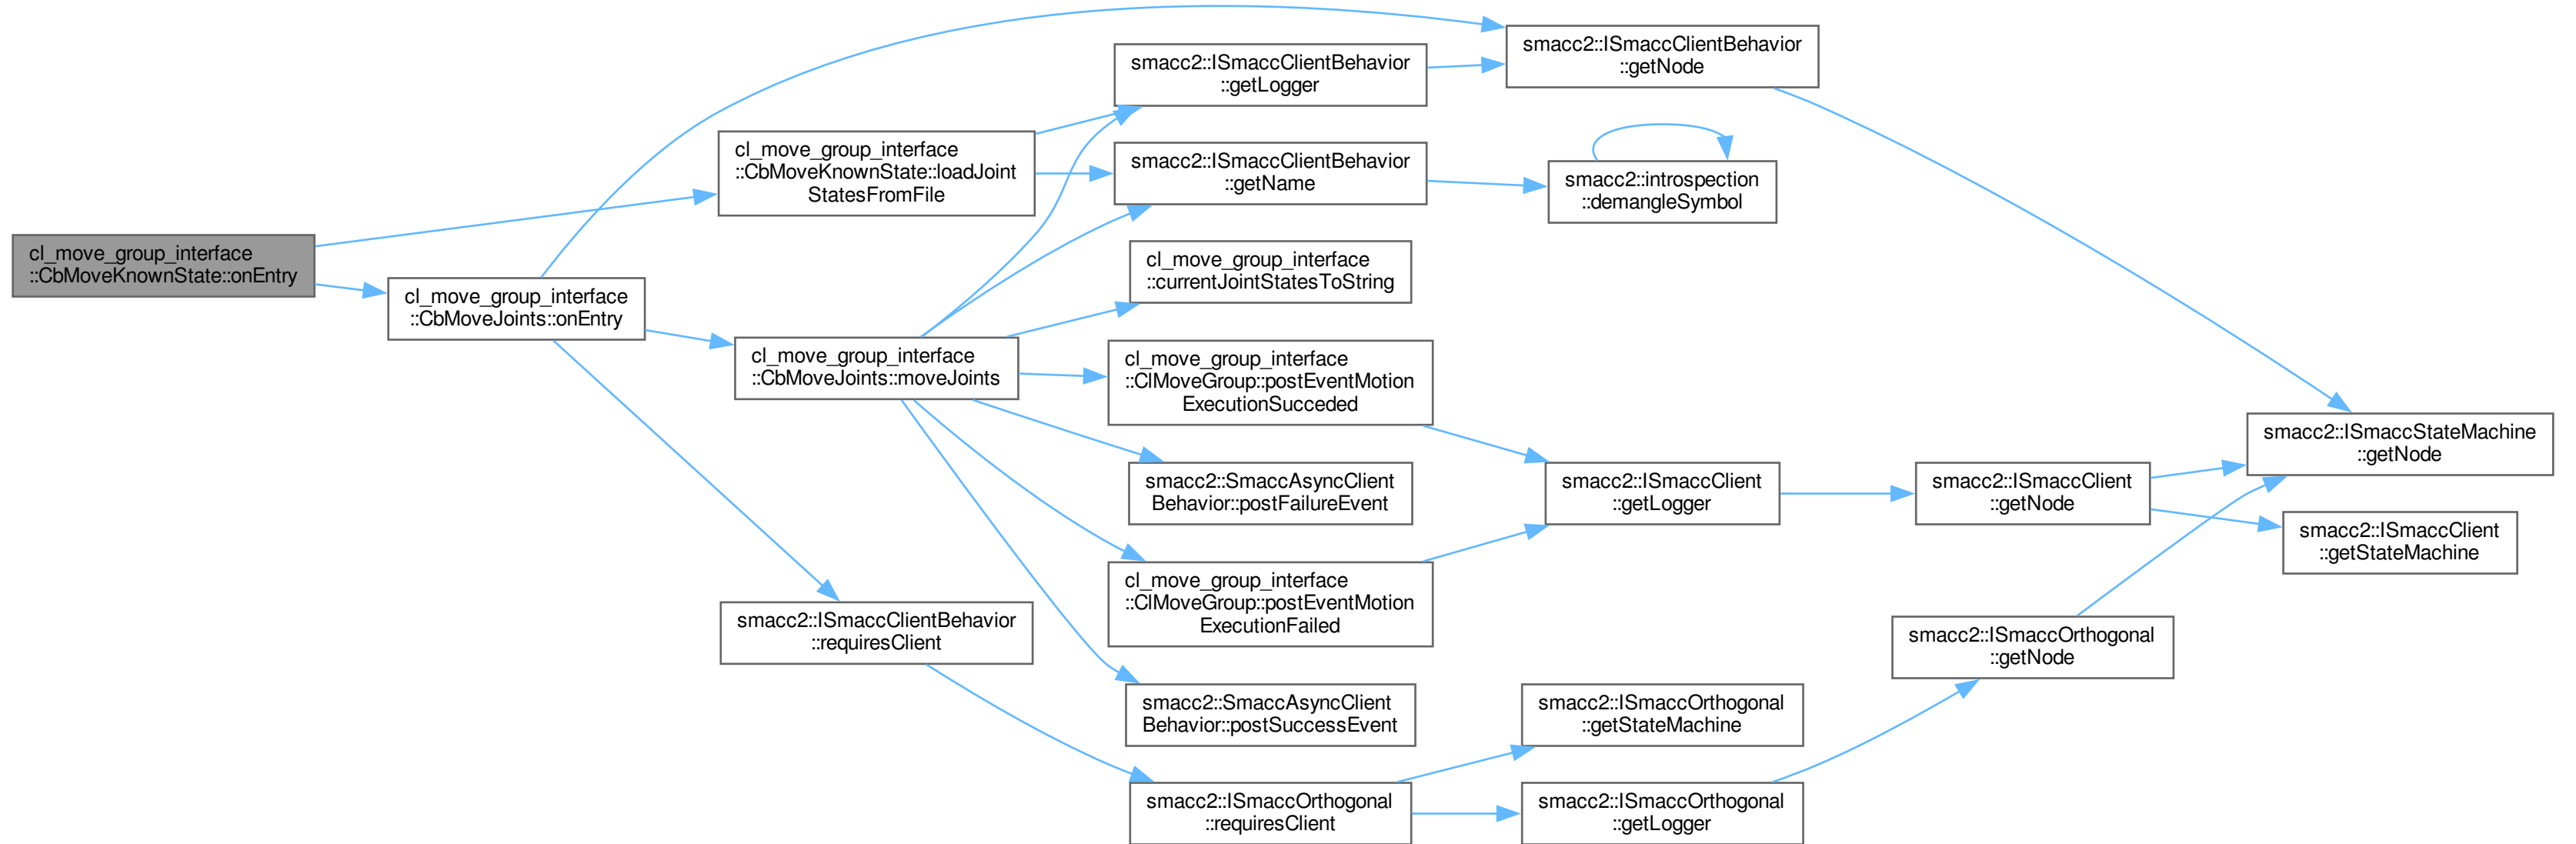 cl_move_group_interface
::CbMoveKnownState::onEntry
cl_move_group_interface
::CbMoveJoints::onEntry
cl_move_group_interface
::CbMoveKnownState::loadJoint
StatesFromFile
cl_move_group_interface
::CbMoveJoints::moveJoints
smacc2::ISmaccClientBehavior
::requiresClient
smacc2::ISmaccClientBehavior
::getLogger
smacc2::ISmaccClientBehavior
::getName
cl_move_group_interface
::currentJointStatesToString
cl_move_group_interface
::ClMoveGroup::postEventMotion
ExecutionSucceded
smacc2::SmaccAsyncClient
Behavior::postFailureEvent
cl_move_group_interface
::ClMoveGroup::postEventMotion
ExecutionFailed
smacc2::SmaccAsyncClient
Behavior::postSuccessEvent
smacc2::ISmaccOrthogonal
::requiresClient
smacc2::ISmaccClientBehavior
::getNode
smacc2::introspection
::demangleSymbol
smacc2::ISmaccClient
::getLogger
smacc2::ISmaccOrthogonal
::getStateMachine
smacc2::ISmaccOrthogonal
::getLogger
smacc2::ISmaccClient
::getNode
smacc2::ISmaccOrthogonal
::getNode
smacc2::ISmaccStateMachine
::getNode
smacc2::ISmaccClient
::getStateMachine